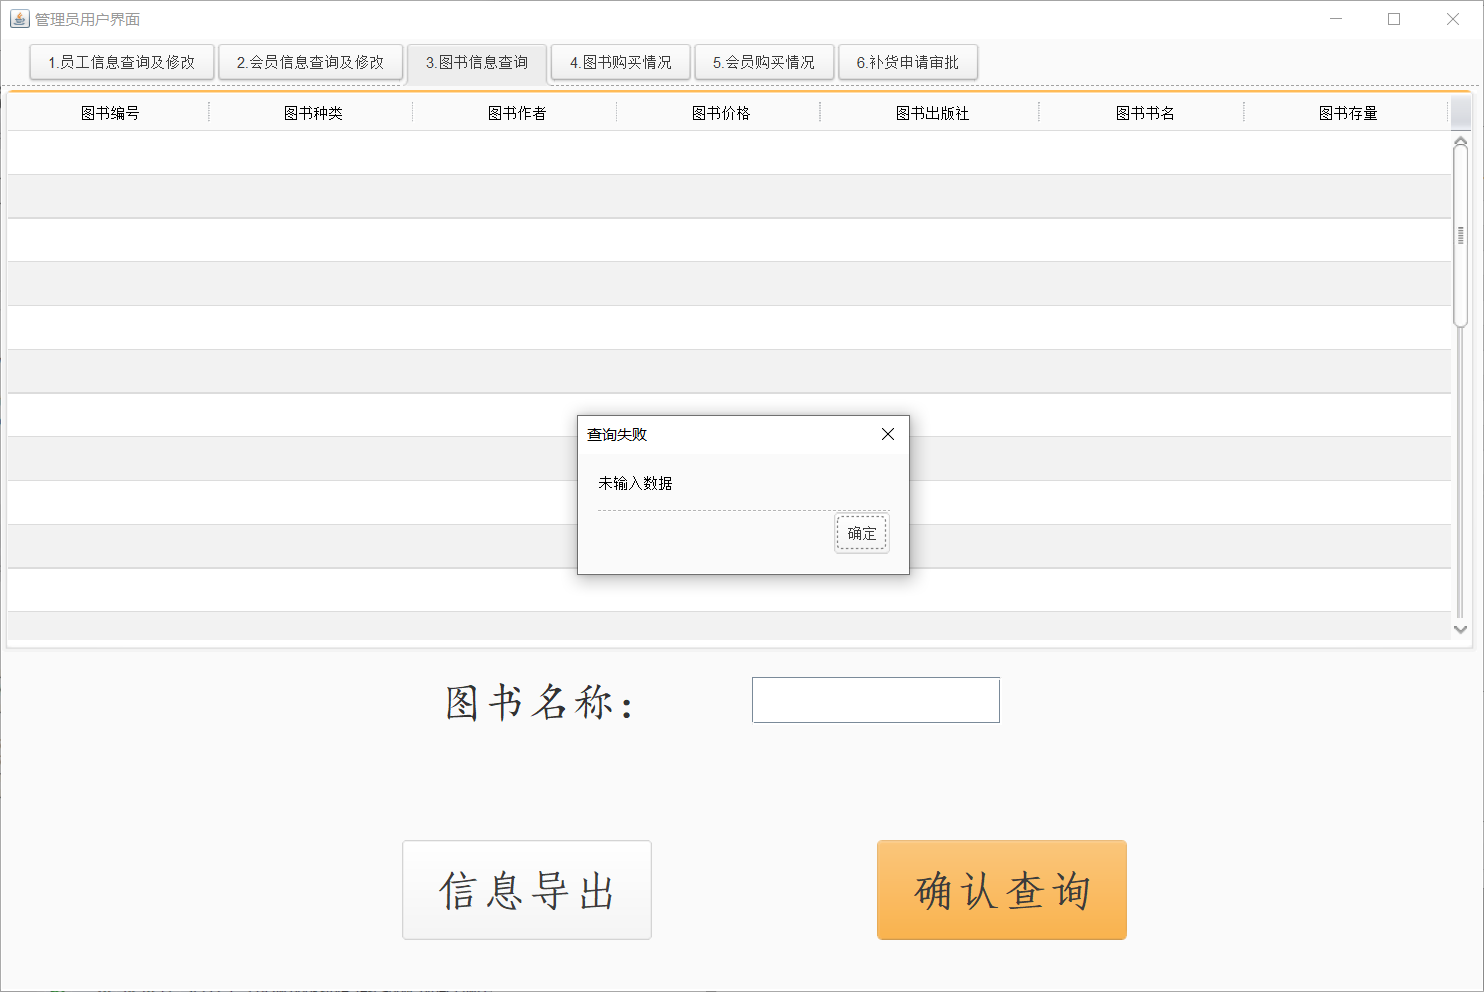 管理员用户界面
1.员工信息查询及修改 2.会员信息查询及修改 3.图书信息查询 4.图书购买情况 5.会员购买情况 6.补货申请审批
图书编号 图书种类 图书作者 图书价格 图书出版社 图书书名 图书存量
查询失败
未输入数据
确定
图书名称：
信息导出 确认查询